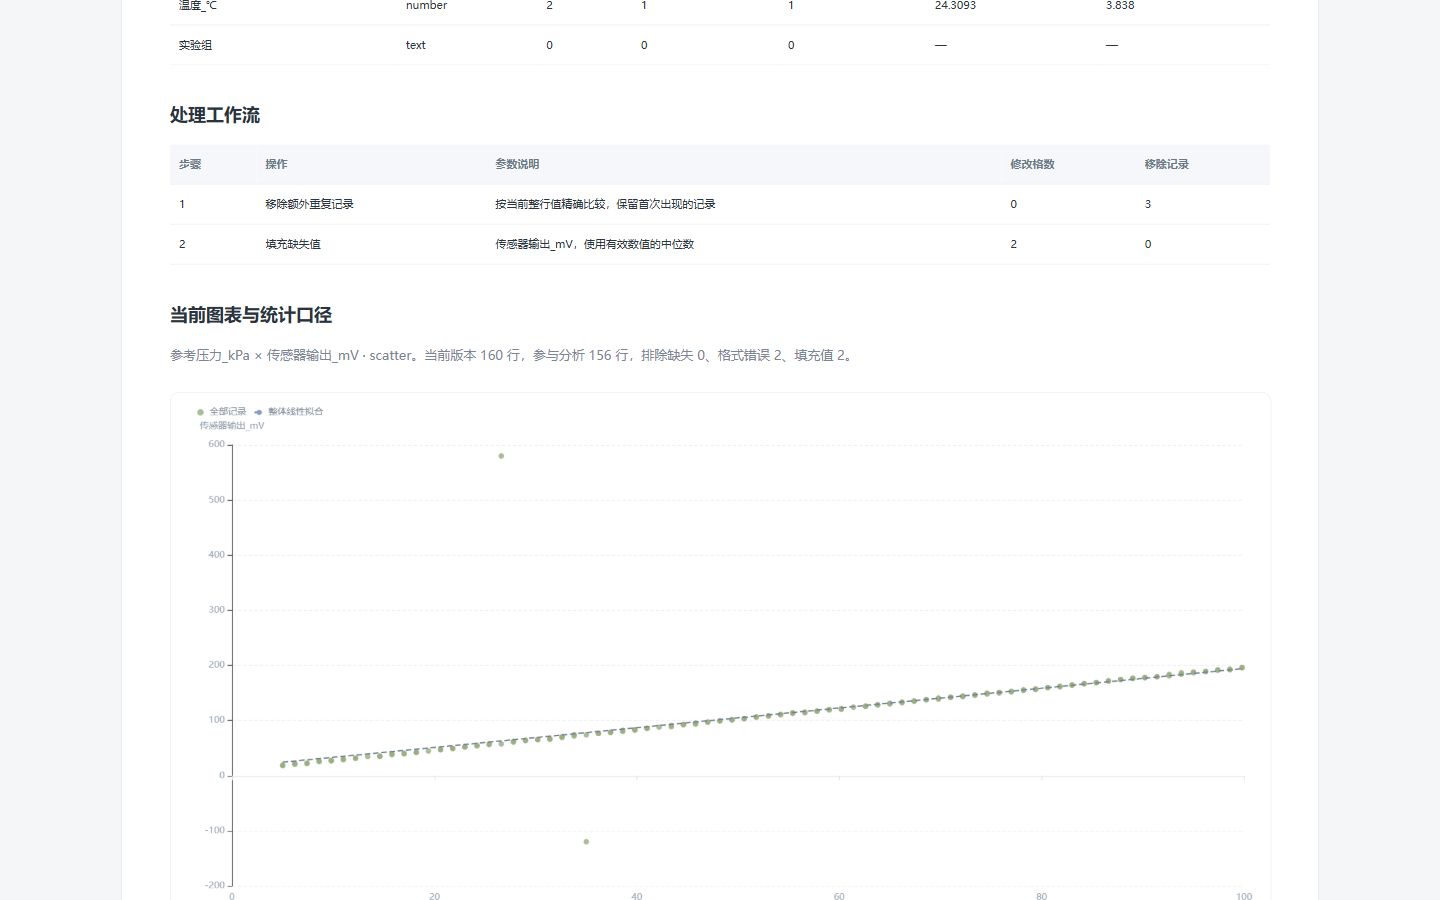 温度_℃ number 2 1 1 24.3093 3.838
实验组 text 0 0 0 — —
处理工作流
步骤 操作 参数说明 修改格数 移除记录
1 移除额外重复记录 按当前整行值精确比较，保留首次出现的记录 0 3
2 填充缺失值 传感器输出_mV，使用有效数值的中位数 2 0
当前图表与统计口径
参考压力_kPa × 传感器输出_mV · scatter。当前版本 160 行，参与分析 156 行，排除缺失 0、格式错误 2、填充值 2。
全部记录 整体线性拟合
传感器输出_mV
600
500
400
300
200
100
0
-100
-200
0 20 40 60 80 100